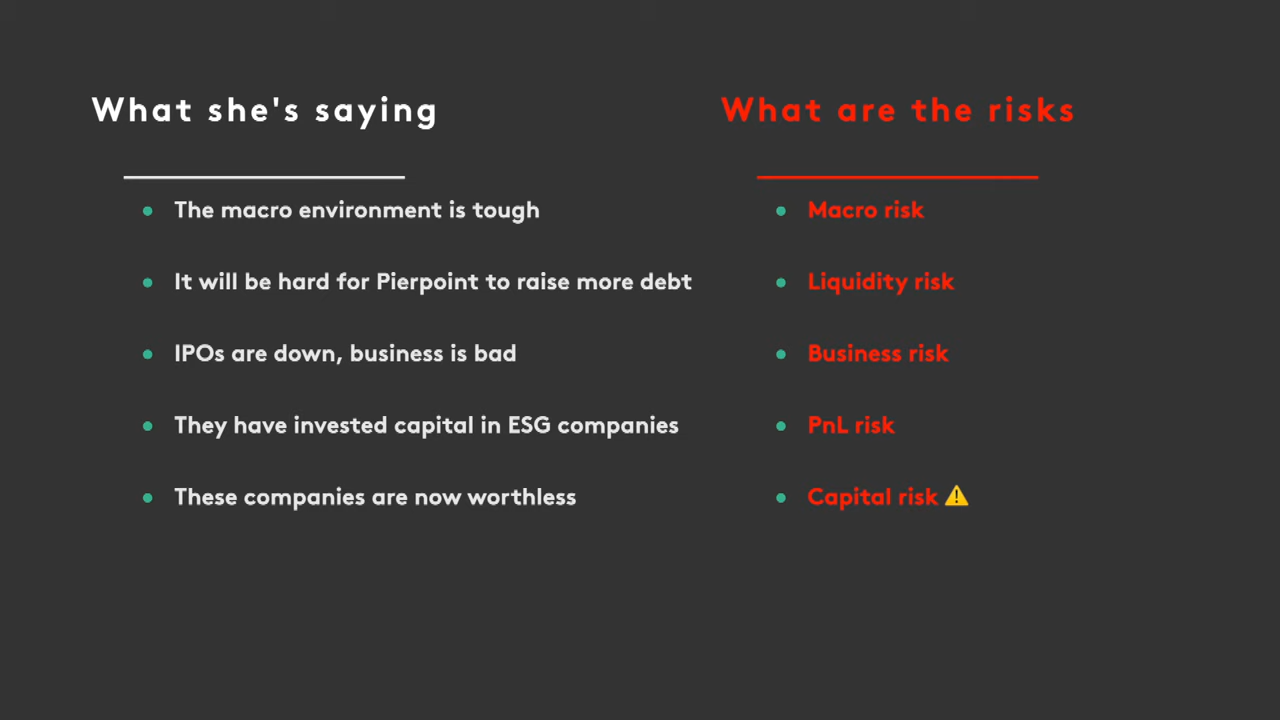 What she's saying
The macro environment is tough
It will be hard for Pierpoint to raise more debt
IPOs are down, business is bad
They have invested capital in ESG companies
These companies are now worthless
What are the risks
Macro risk
Liquidity risk
Business risk
PnL risk
Capital risk ⚠️